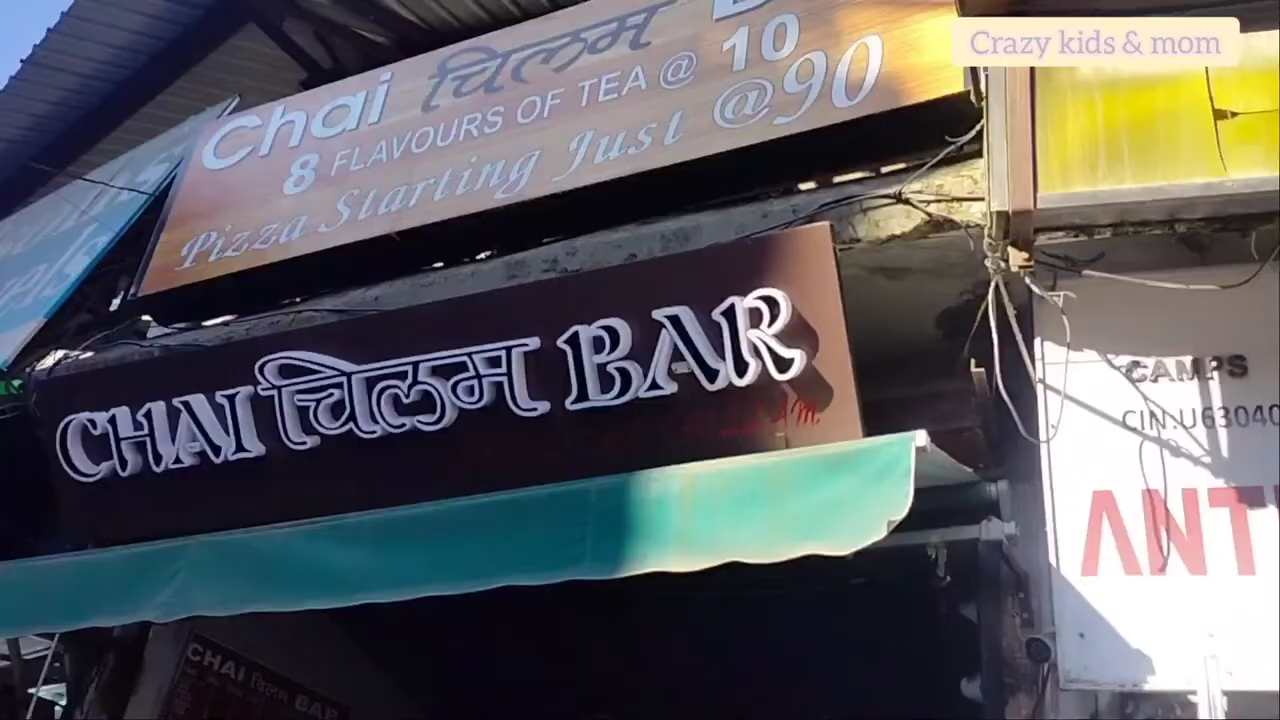 Crazy kids & mom
Chai चिलम
8 FLAVOURS OF TEA @ 10
Pizza Starting Just @90
CHAI चिलम BAR
CAMPS
CIN.U63040
ANT
CHAI चिलम BAR